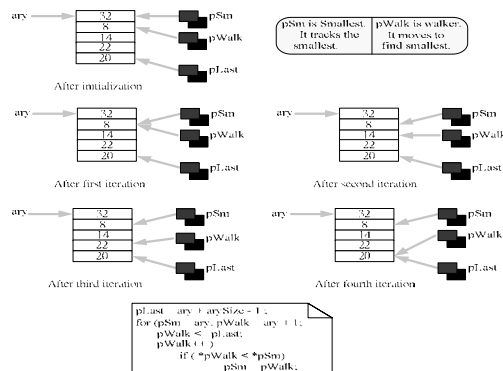 ary
32
8
14
22
20
pSm
pWalk
pLast
After initialization
pSm is Smallest.
It tracks the
smallest.
pWalk is walker.
It moves to
find smallest.
ary
32
8
14
22
20
pSm
pWalk
pLast
After first iteration
32
8
14
22
20
pSm
pWalk
pLast
After second iteration
ary
32
8
14
22
20
pSm
pWalk
pLast
After third iteration
ary
32
8
14
22
20
pSm
pWalk
pLast
After fourth iteration
pLast ary + arySize - 1 ;
for (pSm ary, pWalk ary + 1;
pWalk < pLast;
pWalk ++ )
if ( *pWalk < *pSm)
pSm pWalk;